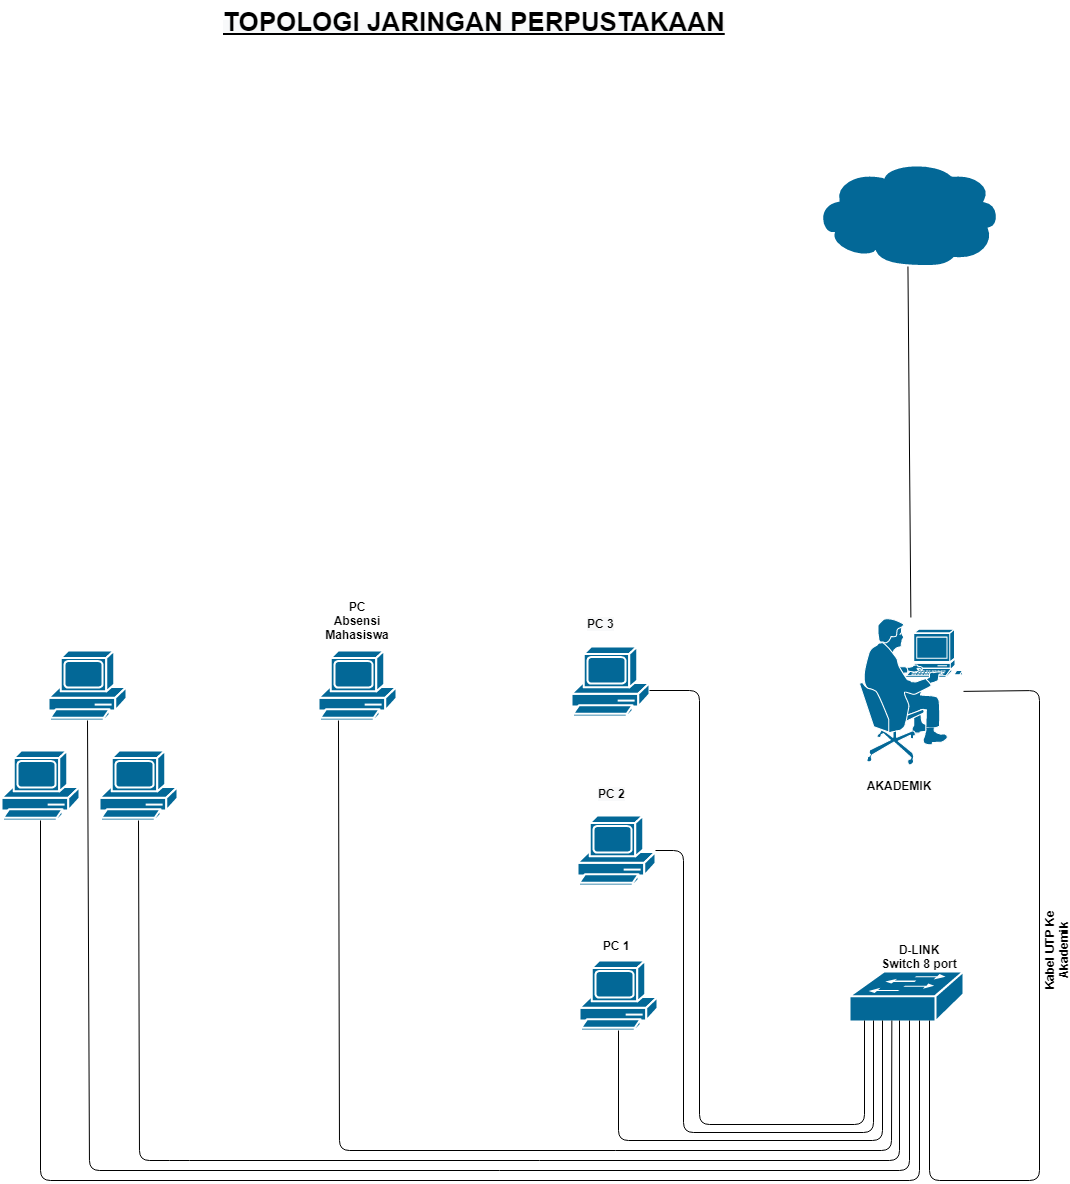 TOPOLOGI JARINGAN PERPUSTAKAAN
PC
Absensi
Mahasiswa
PC 3
AKADEMIK
PC 2
PC 1
D-LINK
Switch 8 port
Kabel UTP Ke
Akademik